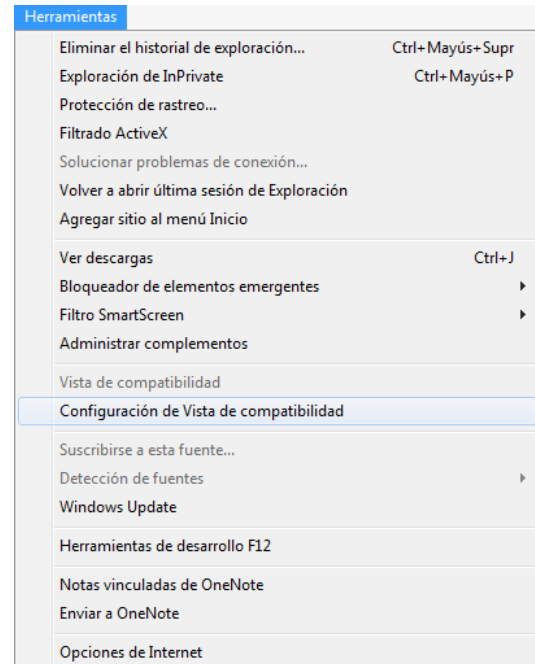 Herramientas
Eliminar el historial de exploración... Ctrl+Mayús+Supr
Exploración de InPrivate Ctrl+Mayús+P
Protección de rastreo...
Filtrado ActiveX
Solucionar problemas de conexión...
Volver a abrir última sesión de Exploración
Agregar sitio al menú Inicio
Ver descargas Ctrl+J
Bloqueador de elementos emergentes
Filtro SmartScreen
Administrar complementos
Vista de compatibilidad
Configuración de Vista de compatibilidad
Suscribirse a esta fuente...
Detección de fuentes
Windows Update
Herramientas de desarrollo F12
Notas vinculadas de OneNote
Enviar a OneNote
Opciones de Internet